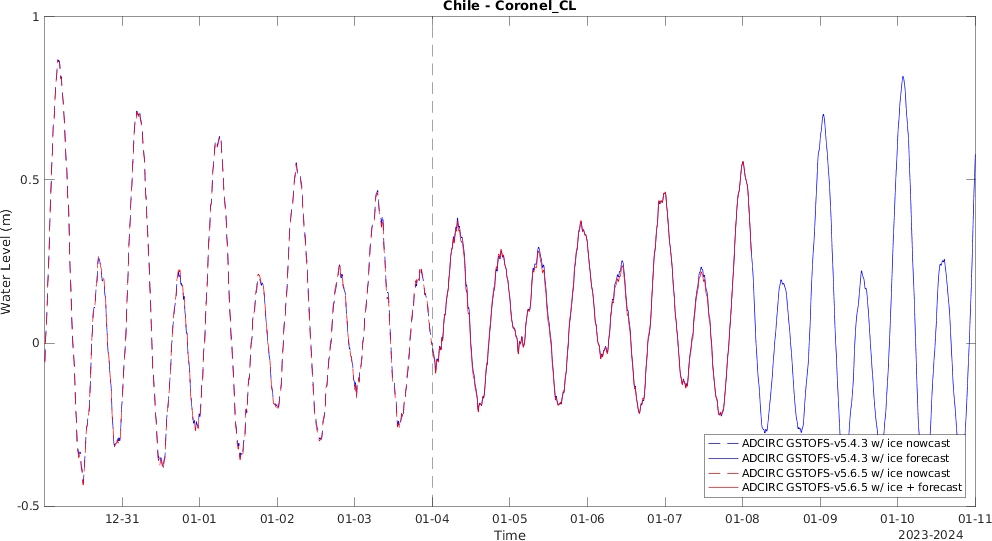 Chile - Coronel_CL
1
0.5
0
-0.5
Water Level (m)
12-31 01-01 01-02 01-03 01-04 01-05 01-06 01-07 01-08 01-09 01-10 01-11
Time
2023-2024
ADCIRC GSTOFS-v5.4.3 w/ ice nowcast
ADCIRC GSTOFS-v5.4.3 w/ ice forecast
ADCIRC GSTOFS-v5.6.5 w/ ice nowcast
ADCIRC GSTOFS-v5.6.5 w/ ice + forecast